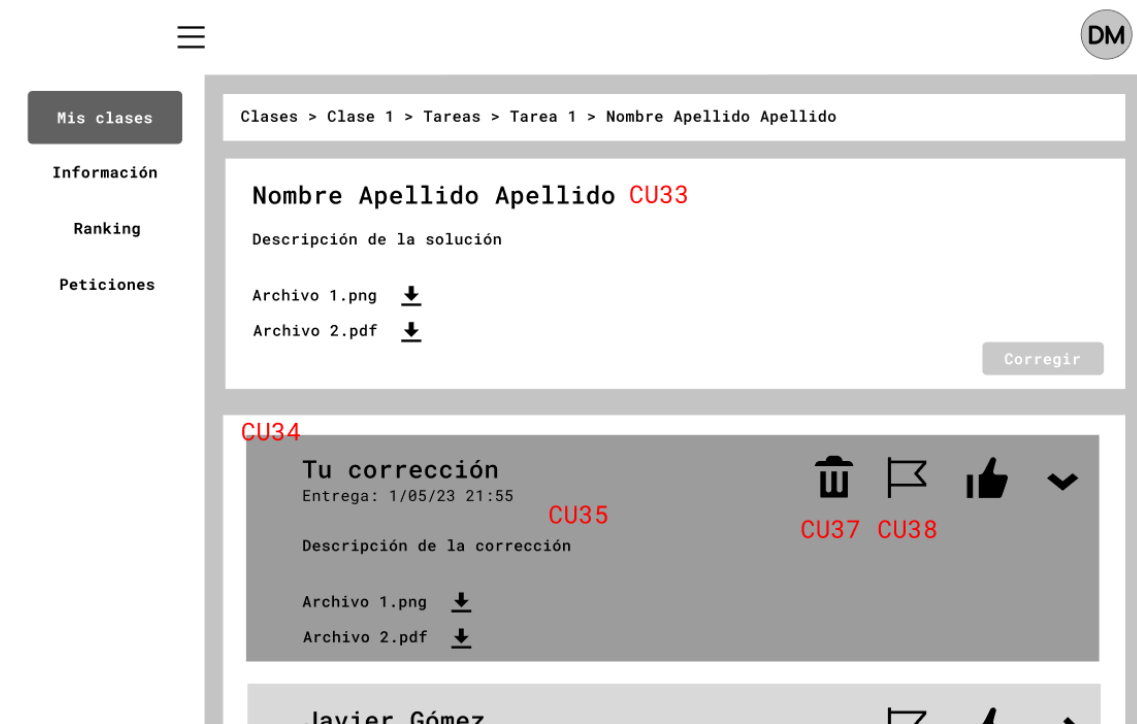 DM
Mis clases
Información
Ranking
Peticiones
Clases > Clase 1 > Tareas > Tarea 1 > Nombre Apellido Apellido
Nombre Apellido Apellido CU33
Descripción de la solución
Archivo 1.png
Archivo 2.pdf
Corregir
CU34
Tu corrección
Entrega: 1/05/23 21:55
CU35
CU37 CU38
Descripción de la corrección
Archivo 1.png
Archivo 2.pdf
Javier Gómez